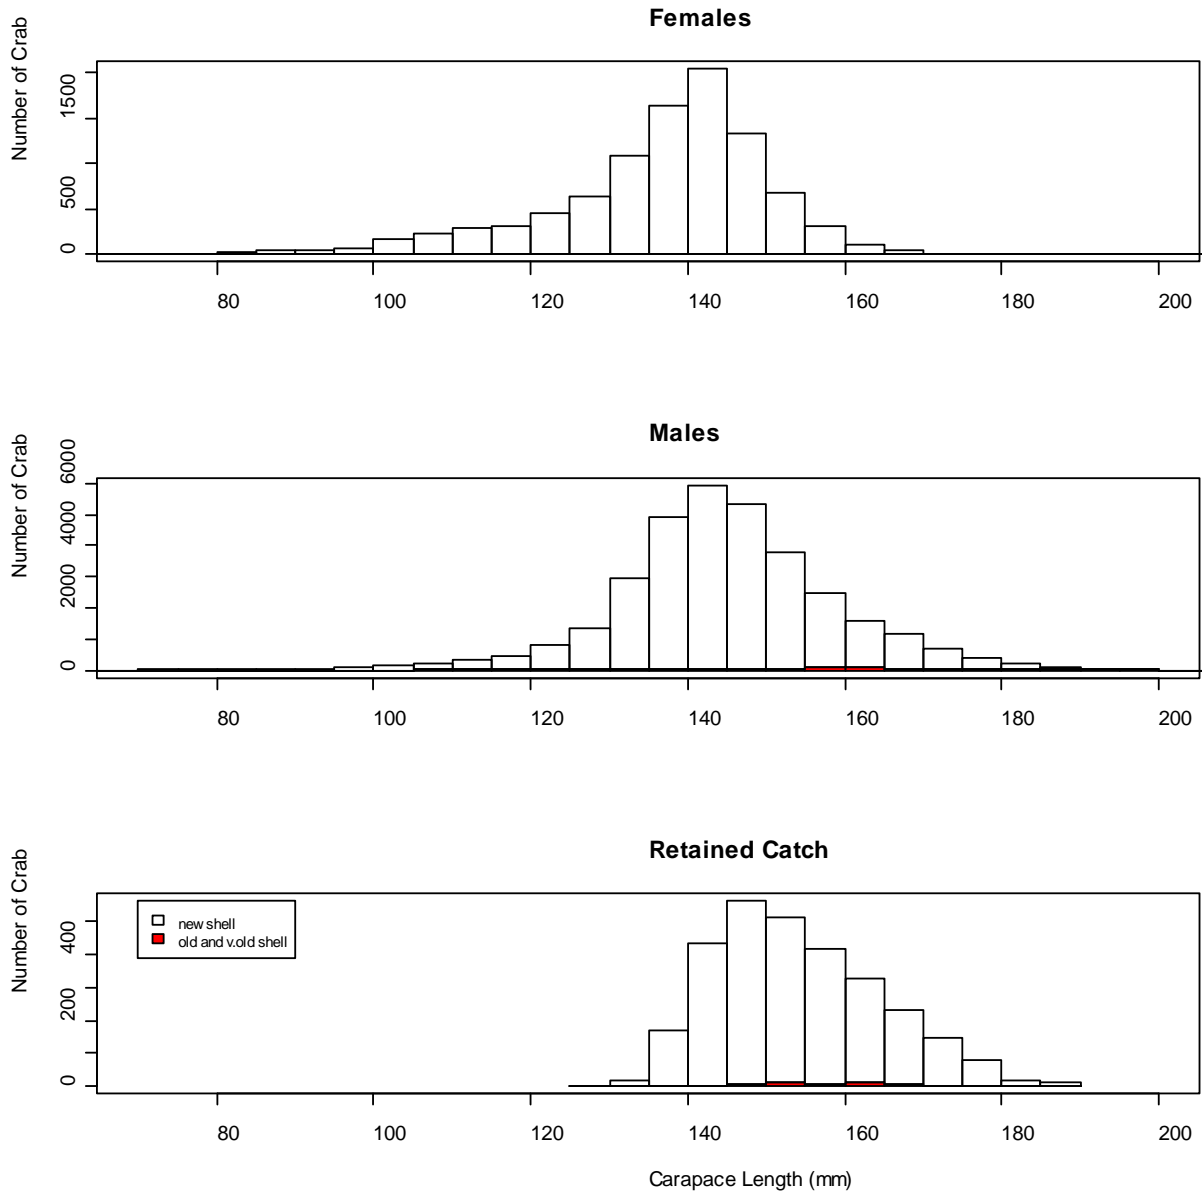 Females
Number of Crab
1500
500
0
80 100 120 140 160 180 200
Males
Number of Crab
6000
4000
2000
0
80 100 120 140 160 180 200
Retained Catch
Number of Crab
400
200
0
new shell
old and v.old shell
80 100 120 140 160 180 200
Carapace Length (mm)